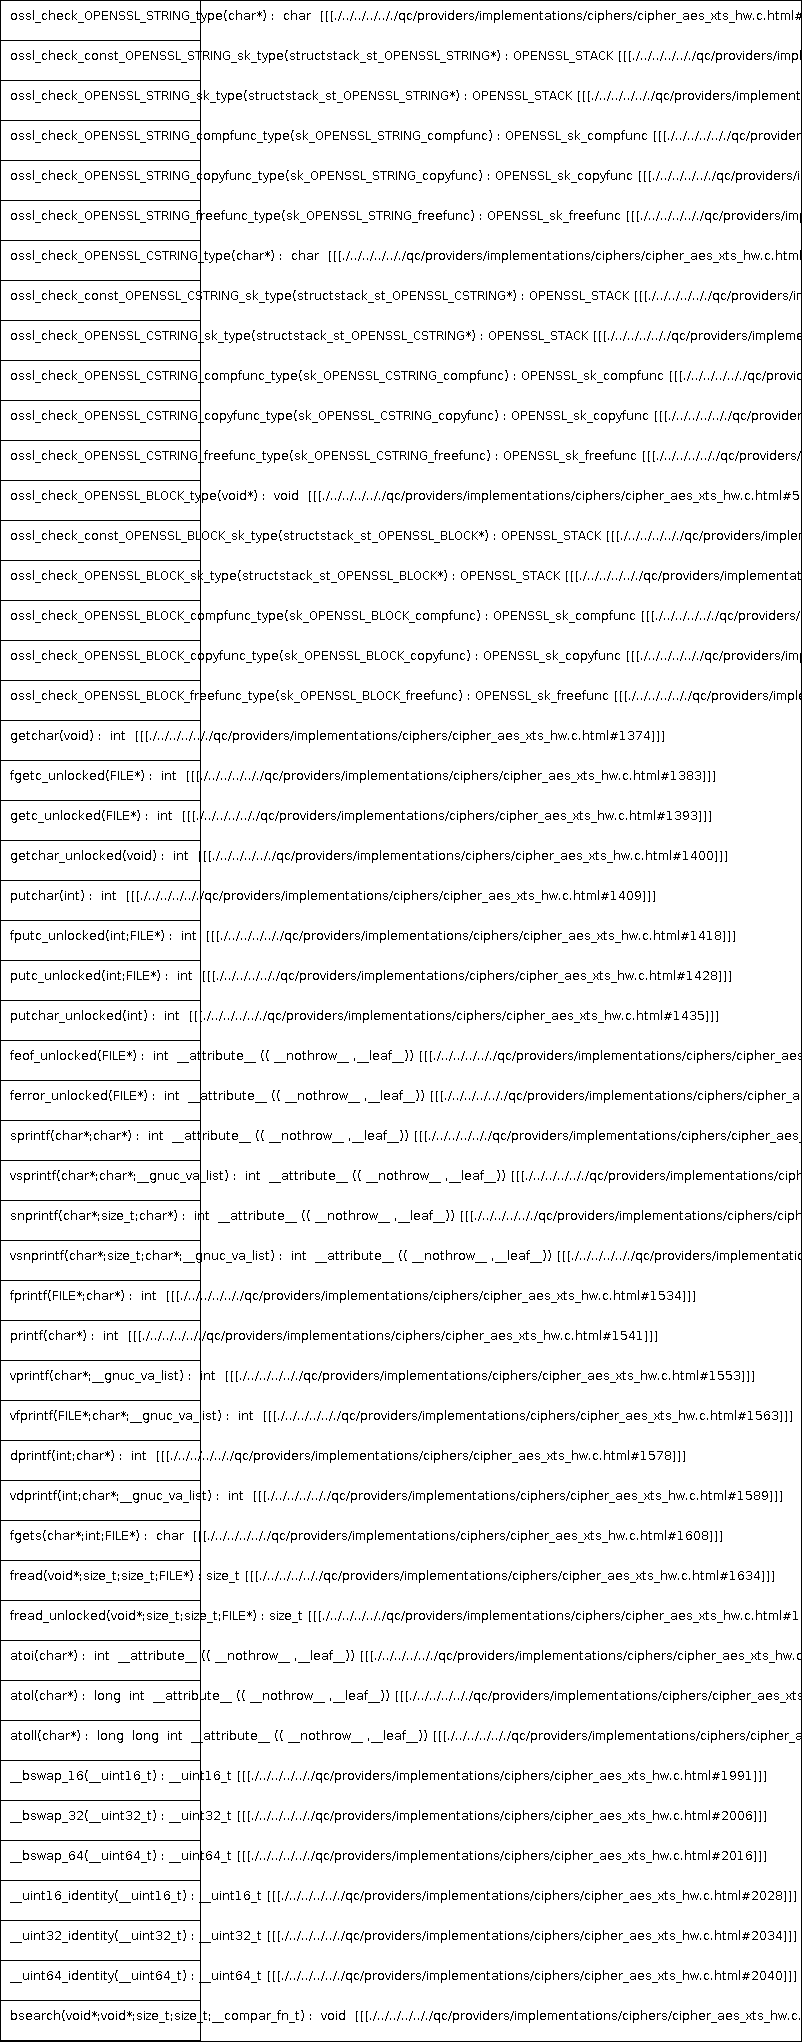 ossl_check_OPENSSL_STRING_type(char*) : char [[[./../../../../../qc/providers/implementations/ciphers/cipher_aes_xts_hw.c.html#
ossl_check_const_OPENSSL_STRING_sk_type(structstack_st_OPENSSL_STRING*) : OPENSSL_STACK [[[./../../../../../qc/providers/impl
ossl_check_OPENSSL_STRING_sk_type(structstack_st_OPENSSL_STRING*) : OPENSSL_STACK [[[./../../../../../qc/providers/implement
ossl_check_OPENSSL_STRING_compfunc_type(sk_OPENSSL_STRING_compfunc) : OPENSSL_sk_compfunc [[[./../../../../../qc/provider
ossl_check_OPENSSL_STRING_copyfunc_type(sk_OPENSSL_STRING_copyfunc) : OPENSSL_sk_copyfunc [[[./../../../../../qc/providers/i
ossl_check_OPENSSL_STRING_freefunc_type(sk_OPENSSL_STRING_freefunc) : OPENSSL_sk_freefunc [[[./../../../../../qc/providers/im
ossl_check_OPENSSL_CSTRING_type(char*) : char [[[./../../../../../qc/providers/implementations/ciphers/cipher_aes_xts_hw.c.html
ossl_check_const_OPENSSL_CSTRING_sk_type(structstack_st_OPENSSL_CSTRING*) : OPENSSL_STACK [[[./../../../../../qc/providers/i
ossl_check_OPENSSL_CSTRING_sk_type(structstack_st_OPENSSL_CSTRING*) : OPENSSL_STACK [[[./../../../../../qc/providers/impleme
ossl_check_OPENSSL_CSTRING_compfunc_type(sk_OPENSSL_CSTRING_compfunc) : OPENSSL_sk_compfunc [[[./../../../../../qc/provid
ossl_check_OPENSSL_CSTRING_copyfunc_type(sk_OPENSSL_CSTRING_copyfunc) : OPENSSL_sk_copyfunc [[[./../../../../../qc/provider
ossl_check_OPENSSL_CSTRING_freefunc_type(sk_OPENSSL_CSTRING_freefunc) : OPENSSL_sk_freefunc [[[./../../../../../qc/providers/
ossl_check_OPENSSL_BLOCK_type(void*) : void [[[./../../../../../qc/providers/implementations/ciphers/cipher_aes_xts_hw.c.html#5
ossl_check_const_OPENSSL_BLOCK_sk_type(structstack_st_OPENSSL_BLOCK*) : OPENSSL_STACK [[[./../../../../../qc/providers/implem
ossl_check_OPENSSL_BLOCK_sk_type(structstack_st_OPENSSL_BLOCK*) : OPENSSL_STACK [[[./../../../../../qc/providers/implementat
ossl_check_OPENSSL_BLOCK_compfunc_type(sk_OPENSSL_BLOCK_compfunc) : OPENSSL_sk_compfunc [[[./../../../../../qc/providers/
ossl_check_OPENSSL_BLOCK_copyfunc_type(sk_OPENSSL_BLOCK_copyfunc) : OPENSSL_sk_copyfunc [[[./../../../../../qc/providers/im
ossl_check_OPENSSL_BLOCK_freefunc_type(sk_OPENSSL_BLOCK_freefunc) : OPENSSL_sk_freefunc [[[./../../../../../qc/providers/imple
getchar(void) : int [[[./../../../../../qc/providers/implementations/ciphers/cipher_aes_xts_hw.c.html#1374]]]
fgetc_unlocked(FILE*) : int [[[./../../../../../qc/providers/implementations/ciphers/cipher_aes_xts_hw.c.html#1383]]]
getc_unlocked(FILE*) : int [[[./../../../../../qc/providers/implementations/ciphers/cipher_aes_xts_hw.c.html#1393]]]
getchar_unlocked(void) : int [[[./../../../../../qc/providers/implementations/ciphers/cipher_aes_xts_hw.c.html#1400]]]
putchar(int) : int [[[./../../../../../qc/providers/implementations/ciphers/cipher_aes_xts_hw.c.html#1409]]]
fputc_unlocked(int;FILE*) : int [[[./../../../../../qc/providers/implementations/ciphers/cipher_aes_xts_hw.c.html#1418]]]
putc_unlocked(int;FILE*) : int [[[./../../../../../qc/providers/implementations/ciphers/cipher_aes_xts_hw.c.html#1428]]]
putchar_unlocked(int) : int [[[./../../../../../qc/providers/implementations/ciphers/cipher_aes_xts_hw.c.html#1435]]]
feof_unlocked(FILE*) : int __attribute__ (( __nothrow__ ,__leaf__)) [[[./../../../../../qc/providers/implementations/ciphers/cipher_aes
ferror_unlocked(FILE*) : int __attribute__ (( __nothrow__ ,__leaf__)) [[[./../../../../../qc/providers/implementations/ciphers/cipher_a
sprintf(char*;char*) : int __attribute__ (( __nothrow__ ,__leaf__)) [[[./../../../../../qc/providers/implementations/ciphers/cipher_aes_
vsprintf(char*;char*;__gnuc_va_list) : int __attribute__ (( __nothrow__ ,__leaf__)) [[[./../../../../../qc/providers/implementations/ciph
snprintf(char*;size_t;char*) : int __attribute__ (( __nothrow__ ,__leaf__)) [[[./../../../../../qc/providers/implementations/ciphers/ciph
vsnprintf(char*;size_t;char*;__gnuc_va_list) : int __attribute__ (( __nothrow__ ,__leaf__)) [[[./../../../../../qc/providers/implementatio
fprintf(FILE*;char*) : int [[[./../../../../../qc/providers/implementations/ciphers/cipher_aes_xts_hw.c.html#1534]]]
printf(char*) : int [[[./../../../../../qc/providers/implementations/ciphers/cipher_aes_xts_hw.c.html#1541]]]
vprintf(char*;__gnuc_va_list) : int [[[./../../../../../qc/providers/implementations/ciphers/cipher_aes_xts_hw.c.html#1553]]]
vfprintf(FILE*;char*;__gnuc_va_list) : int [[[./../../../../../qc/providers/implementations/ciphers/cipher_aes_xts_hw.c.html#1563]]]
dprintf(int;char*) : int [[[./../../../../../qc/providers/implementations/ciphers/cipher_aes_xts_hw.c.html#1578]]]
vdprintf(int;char*;__gnuc_va_list) : int [[[./../../../../../qc/providers/implementations/ciphers/cipher_aes_xts_hw.c.html#1589]]]
fgets(char*;int;FILE*) : char [[[./../../../../../qc/providers/implementations/ciphers/cipher_aes_xts_hw.c.html#1608]]]
fread(void*;size_t;size_t;FILE*) : size_t [[[./../../../../../qc/providers/implementations/ciphers/cipher_aes_xts_hw.c.html#1634]]]
fread_unlocked(void*;size_t;size_t;FILE*) : size_t [[[./../../../../../qc/providers/implementations/ciphers/cipher_aes_xts_hw.c.html#1
atoi(char*) : int __attribute__ (( __nothrow__ ,__leaf__)) [[[./../../../../../qc/providers/implementations/ciphers/cipher_aes_xts_hw.c
atol(char*) : long int __attribute__ (( __nothrow__ ,__leaf__)) [[[./../../../../../qc/providers/implementations/ciphers/cipher_aes_xts
atoll(char*) : long long int __attribute__ (( __nothrow__ ,__leaf__)) [[[./../../../../../qc/providers/implementations/ciphers/cipher_a
__bswap_16(__uint16_t) : __uint16_t [[[./../../../../../qc/providers/implementations/ciphers/cipher_aes_xts_hw.c.html#1991]]]
__bswap_32(__uint32_t) : __uint32_t [[[./../../../../../qc/providers/implementations/ciphers/cipher_aes_xts_hw.c.html#2006]]]
__bswap_64(__uint64_t) : __uint64_t [[[./../../../../../qc/providers/implementations/ciphers/cipher_aes_xts_hw.c.html#2016]]]
__uint16_identity(__uint16_t) : __uint16_t [[[./../../../../../qc/providers/implementations/ciphers/cipher_aes_xts_hw.c.html#2028]]]
__uint32_identity(__uint32_t) : __uint32_t [[[./../../../../../qc/providers/implementations/ciphers/cipher_aes_xts_hw.c.html#2034]]]
__uint64_identity(__uint64_t) : __uint64_t [[[./../../../../../qc/providers/implementations/ciphers/cipher_aes_xts_hw.c.html#2040]]]
bsearch(void*;void*;size_t;size_t;__compar_fn_t) : void [[[./../../../../../qc/providers/implementations/ciphers/cipher_aes_xts_hw.c.